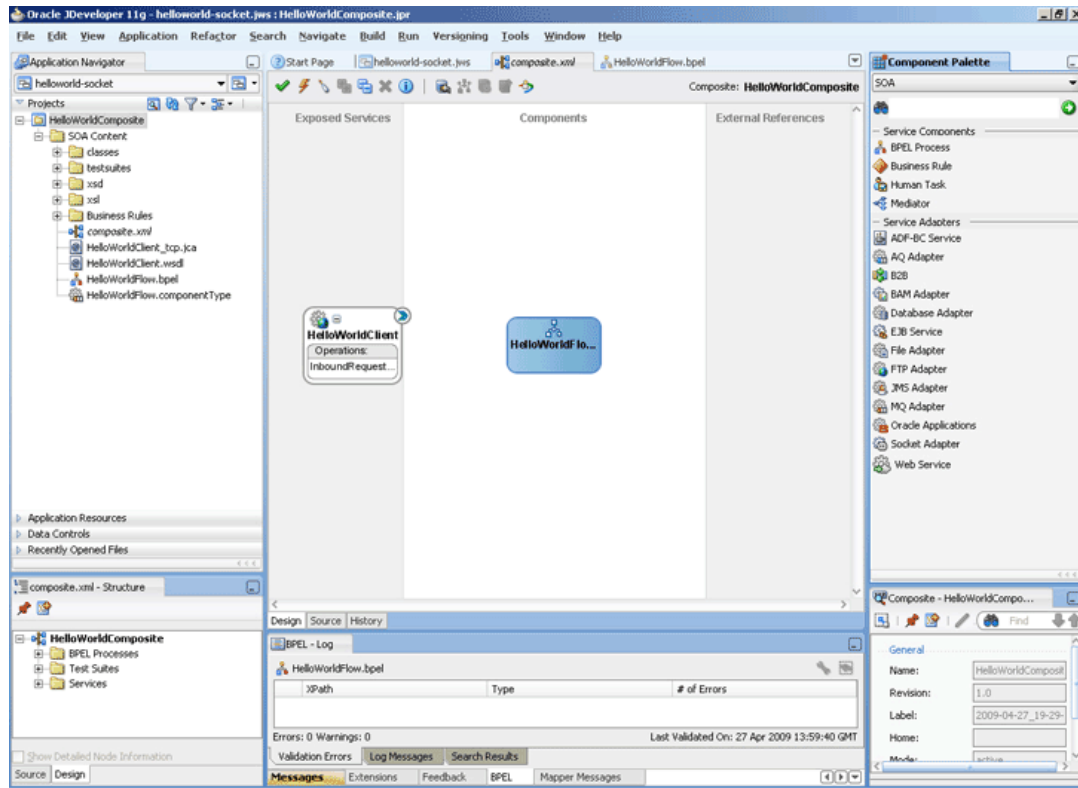 Oracle JDeveloper 11g - helloworld-socket.jws : HelloWorldComposite.jpr
File Edit View Application Refactor Search Navigate Build Run Versioning Tools Window Help
Application Navigator
helloworld-socket
Projects
HelloWorldComposite
SOA Content
classes
testsuites
xsd
xsl
Business Rules
composite.xml
HelloWorldClient_tcp.jca
HelloWorldClient.wsdl
HelloWorldFlow.bpel
HelloWorldFlow.componentType
Application Resources
Data Controls
Recently Opened Files
composite.xml - Structure
HelloWorldComposite
BPEL Processes
Test Suites
Services
Show Detailed Node Information
Source Design
Start Page helloworld-socket.jws composite.xml HelloWorldFlow.bpel
Composite: HelloWorldComposite
Exposed Services Components External References
HelloWorldClient
Operations:
InboundRequest...
HelloWorldFlo...
Design Source History
BPEL - Log
HelloWorldFlow.bpel
XPath Type # of Errors
Errors: 0 Warnings: 0 Last Validated On: 27 Apr 2009 13:59:40 GMT
Validation Errors Log Messages Search Results
Messages Extensions Feedback BPEL Mapper Messages
Component Palette
SOA
Service Components
BPEL Process
Business Rule
Human Task
Mediator
Service Adapters
ADF-BC Service
AQ Adapter
B2B
BAM Adapter
Database Adapter
EJB Service
File Adapter
FTP Adapter
JMS Adapter
MQ Adapter
Oracle Applications
Socket Adapter
Web Service
Composite - HelloWorldCompo...
Find
General
Name: HelloWorldComposit
Revision: 1.0
Label: 2009-04-27_19-29-
Home:
Mode: active